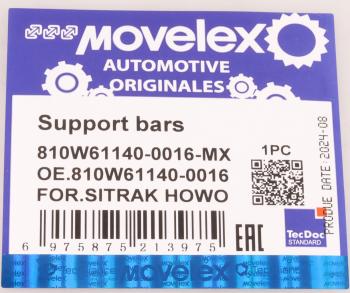 MOVELEX
AUTOMOTIVE
ORIGINALES
Support bars
810W61140-0016-MX
OE.810W61140-0016
FOR.SITRAK HOWO
1PC
PRODUE DATE:2024-08
6 975875 213975
EAC
TecDoc
STANDARD
MOVELEX